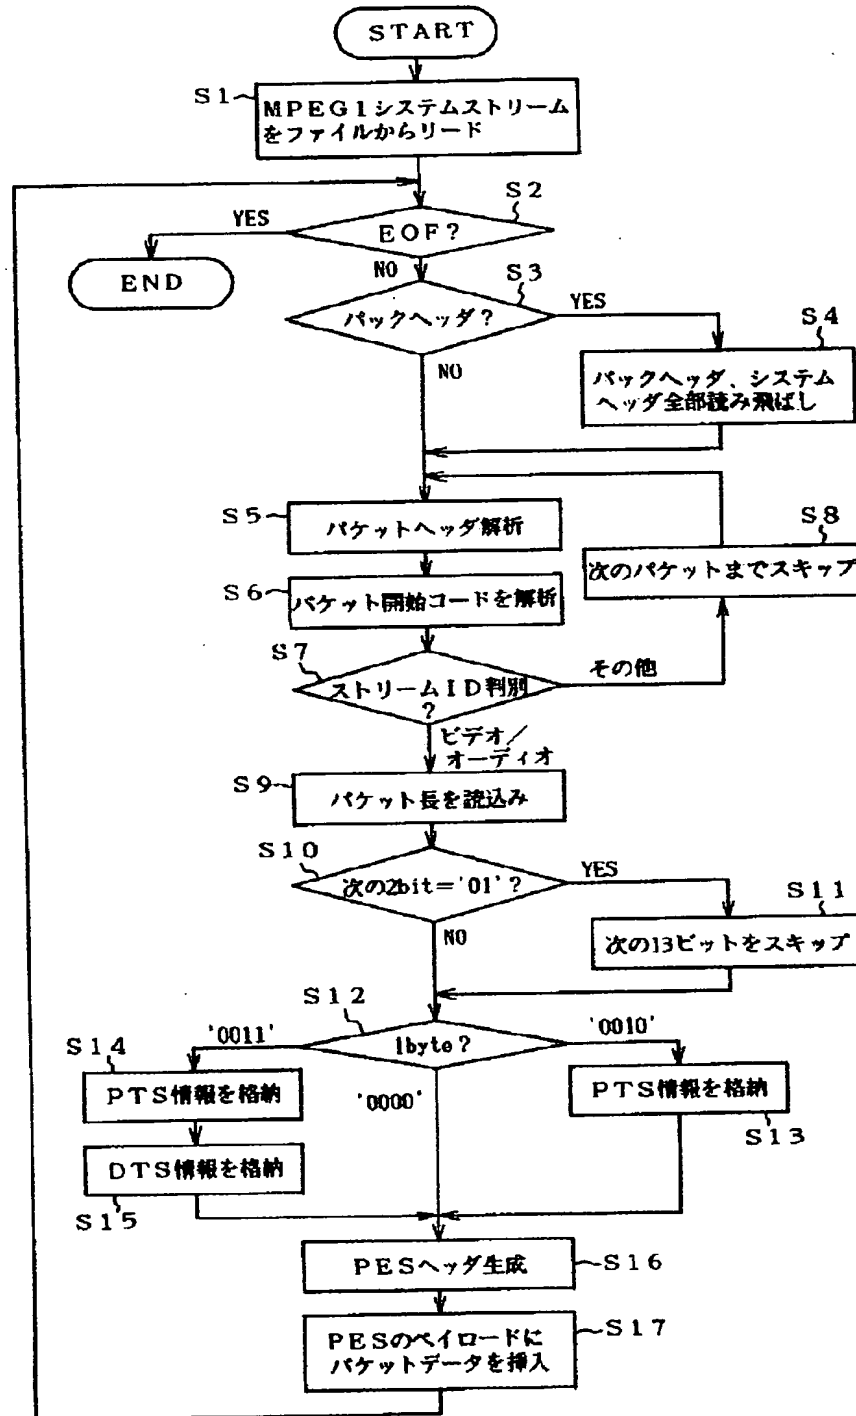 START
S1
MPEG1システムストリーム
をファイルからリード
S2
YES
EOF?
END
NO
S3
パックヘッダ?
YES
S4
NO
パックヘッダ、システム
ヘッダ全部読み飛ばし
S5
パケットヘッダ解析
S8
次のパケットまでスキップ
S6
パケット開始コードを解析
S7
ストリームID判別
?
その他
ビデオ/
オーディオ
S9
パケット長を読込み
S10
次の2bit='01'?
YES
S11
NO
次の13ビットをスキップ
S12
'0011'
1byte?
'0010'
S14
PTS情報を格納
'0000'
PTS情報を格納
S13
DTS情報を格納
S15
PESヘッダ生成
S16
PESのペイロードに
パケットデータを挿入
S17